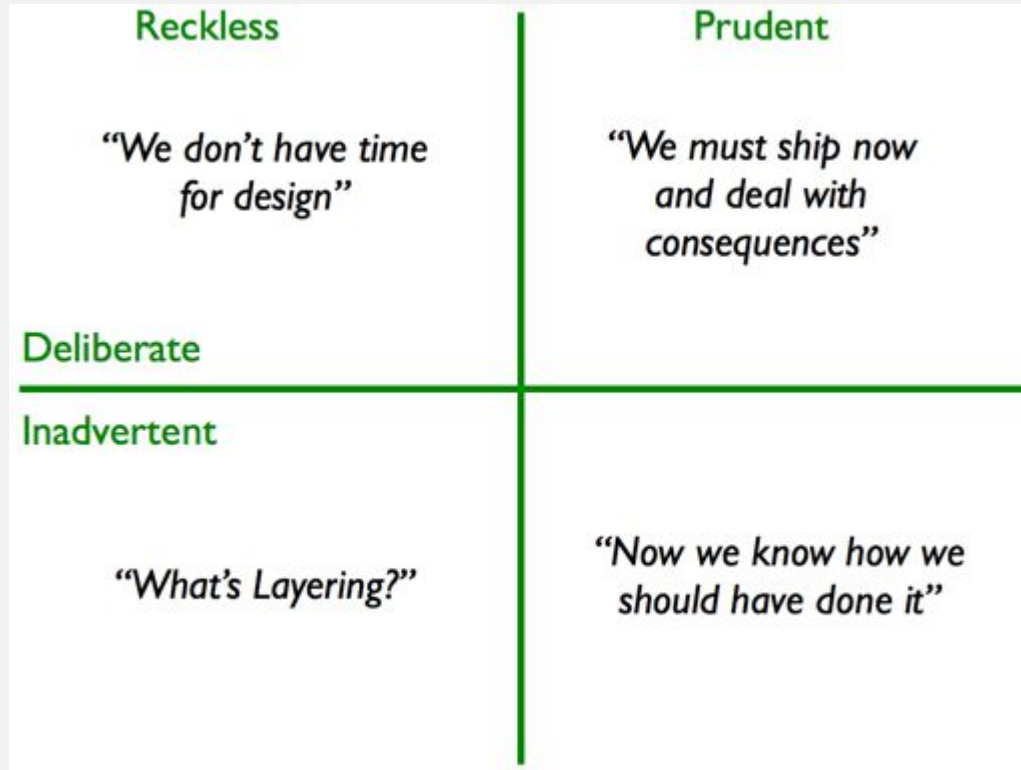 Reckless
Prudent
“We don’t have time
for design”
“We must ship now
and deal with
consequences”
Deliberate
Inadvertent
“What’s Layering?”
“Now we know how we
should have done it”